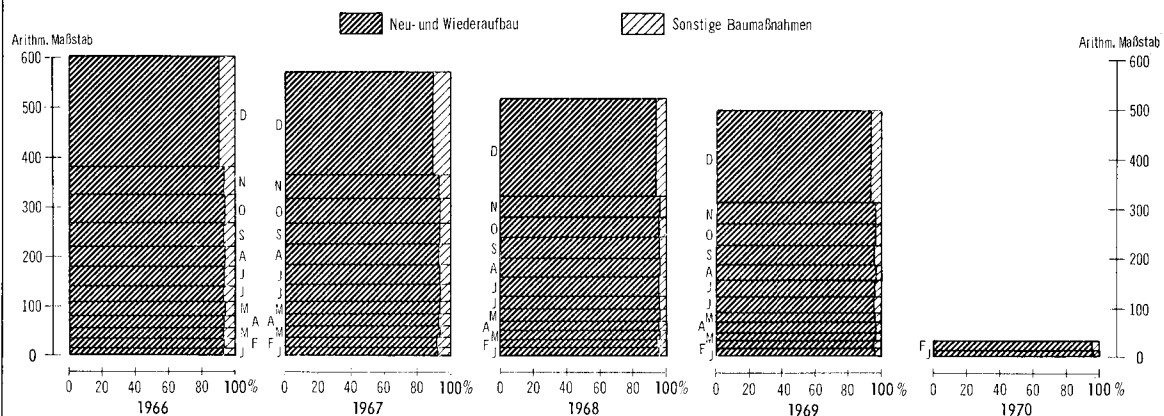 Neu- und Wiederaufbau
Sonstige Baumaßnahmen
Arithm. Maßstab
600
500
400
300
200
100
0
D
N
O
S
A
J
J
M
A
M
F
J
0 20 40 60 80 100%
1966
D
N
O
S
A
J
J
M
A
M
F
J
0 20 40 60 80 100%
1967
D
N
O
S
A
J
J
M
A
M
F
J
0 20 40 60 80 100%
1968
D
N
O
S
A
J
J
M
A
M
F
J
0 20 40 60 80 100%
1969
F
J
0 20 40 60 80 100%
1970
Arithm. Maßstab
600
500
400
300
200
100
0